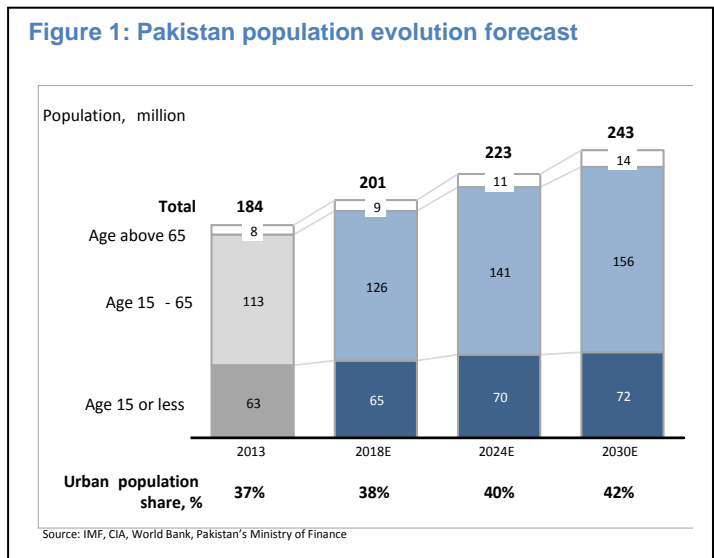 Figure 1: Pakistan population evolution forecast
Population, million
243
223
14
201
11
Total 184
9
Age above 65 8
156
141
126
Age 15 - 65 113
72
70
65
Age 15 or less 63
2013 2018E 2024E 2030E
Urban population
share, % 37% 38% 40% 42%
Source: IMF, CIA, World Bank, Pakistan's Ministry of Finance